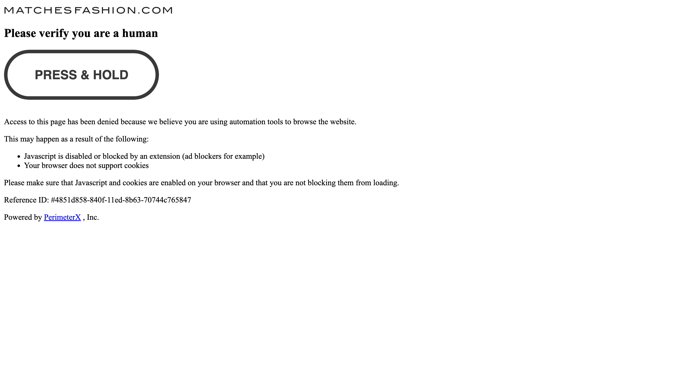 MATCHESFASHION.COM
Please verify you are a human
PRESS & HOLD
Access to this page has been denied because we believe you are using automation tools to browse the website.
This may happen as a result of the following:
• Javascript is disabled or blocked by an extension (ad blockers for example)
• Your browser does not support cookies
Please make sure that Javascript and cookies are enabled on your browser and that you are not blocking them from loading.
Reference ID: #4851d858-840f-11ed-8b63-70744c765847
Powered by PerimeterX , Inc.